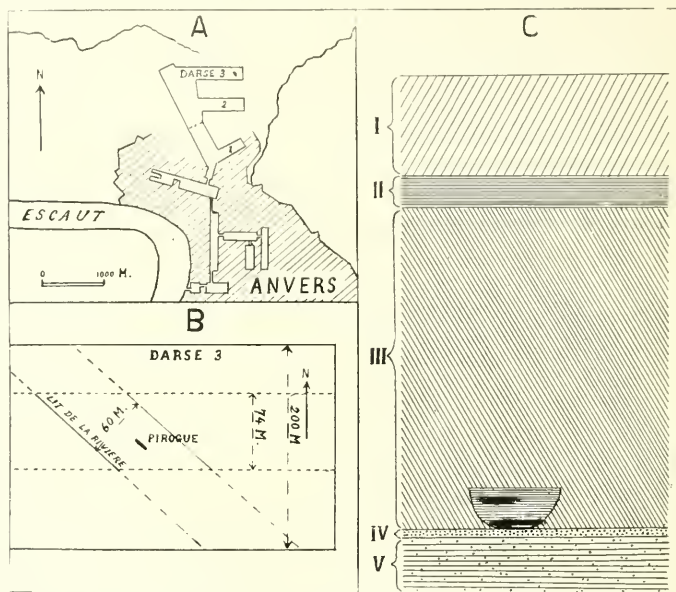 A
N
DARSE 3
2
1
ESCAUT
0 1000 M.
ANVERS
B
DARSE 3
N
LIT DE LA RIVIÈRE
60 M.
PIROGUE
74 M.
200 M
C
I
II
III
IV
V